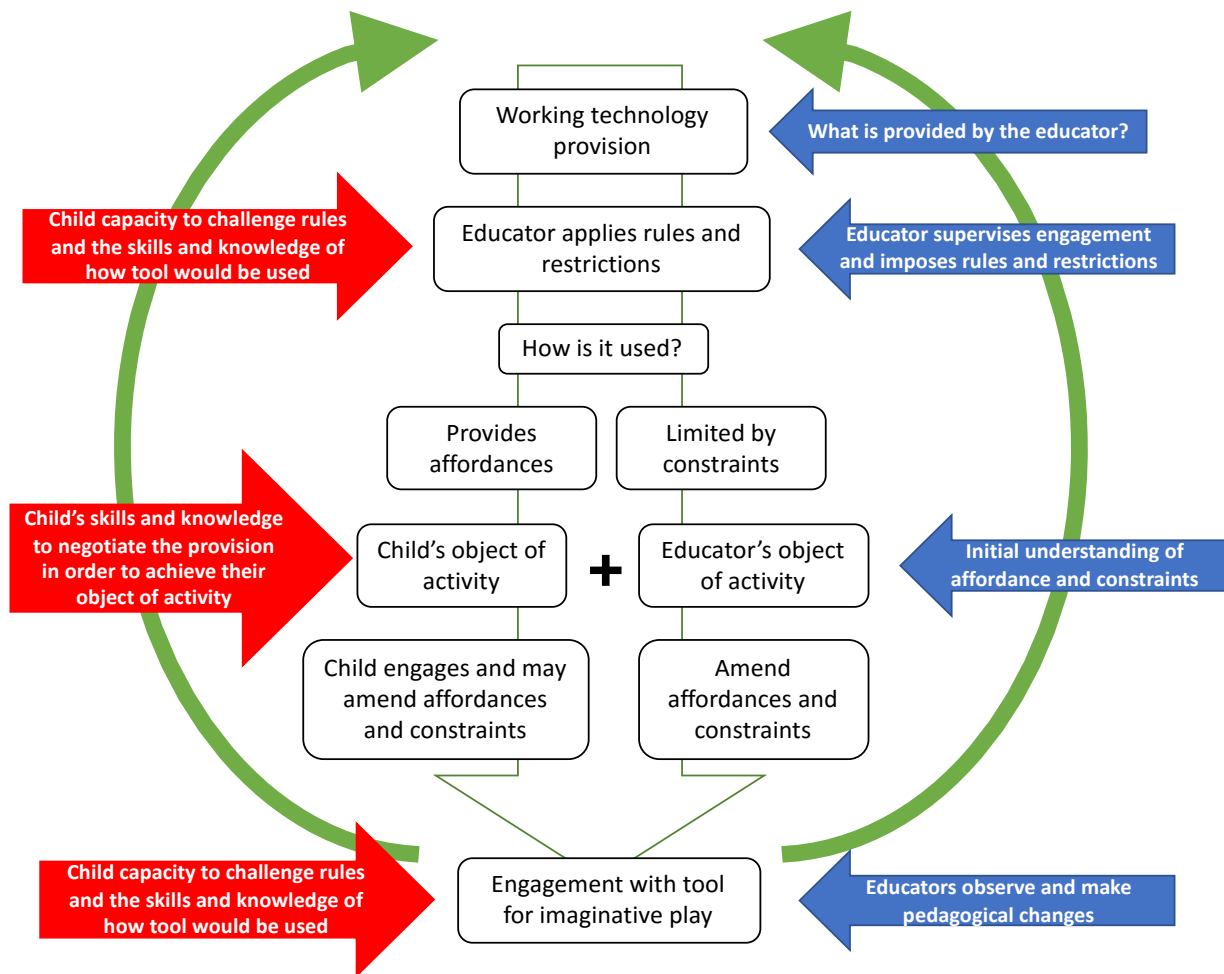 Working technology
provision
What is provided by the educator?
Child capacity to challenge rules
and the skills and knowledge of
how tool would be used
Educator applies rules and
restrictions
Educator supervises engagement
and imposes rules and restrictions
How is it used?
Provides
affordances
Limited by
constraints
Child’s skills and knowledge
to negotiate the provision
in order to achieve their
object of activity
Child’s object of
activity
+
Educator’s object
of activity
Initial understanding of
affordance and constraints
Child engages and may
amend affordances
and constraints
Amend
affordances and
constraints
Child capacity to challenge rules
and the skills and knowledge of
how tool would be used
Engagement with tool
for imaginative play
Educators observe and make
pedagogical changes